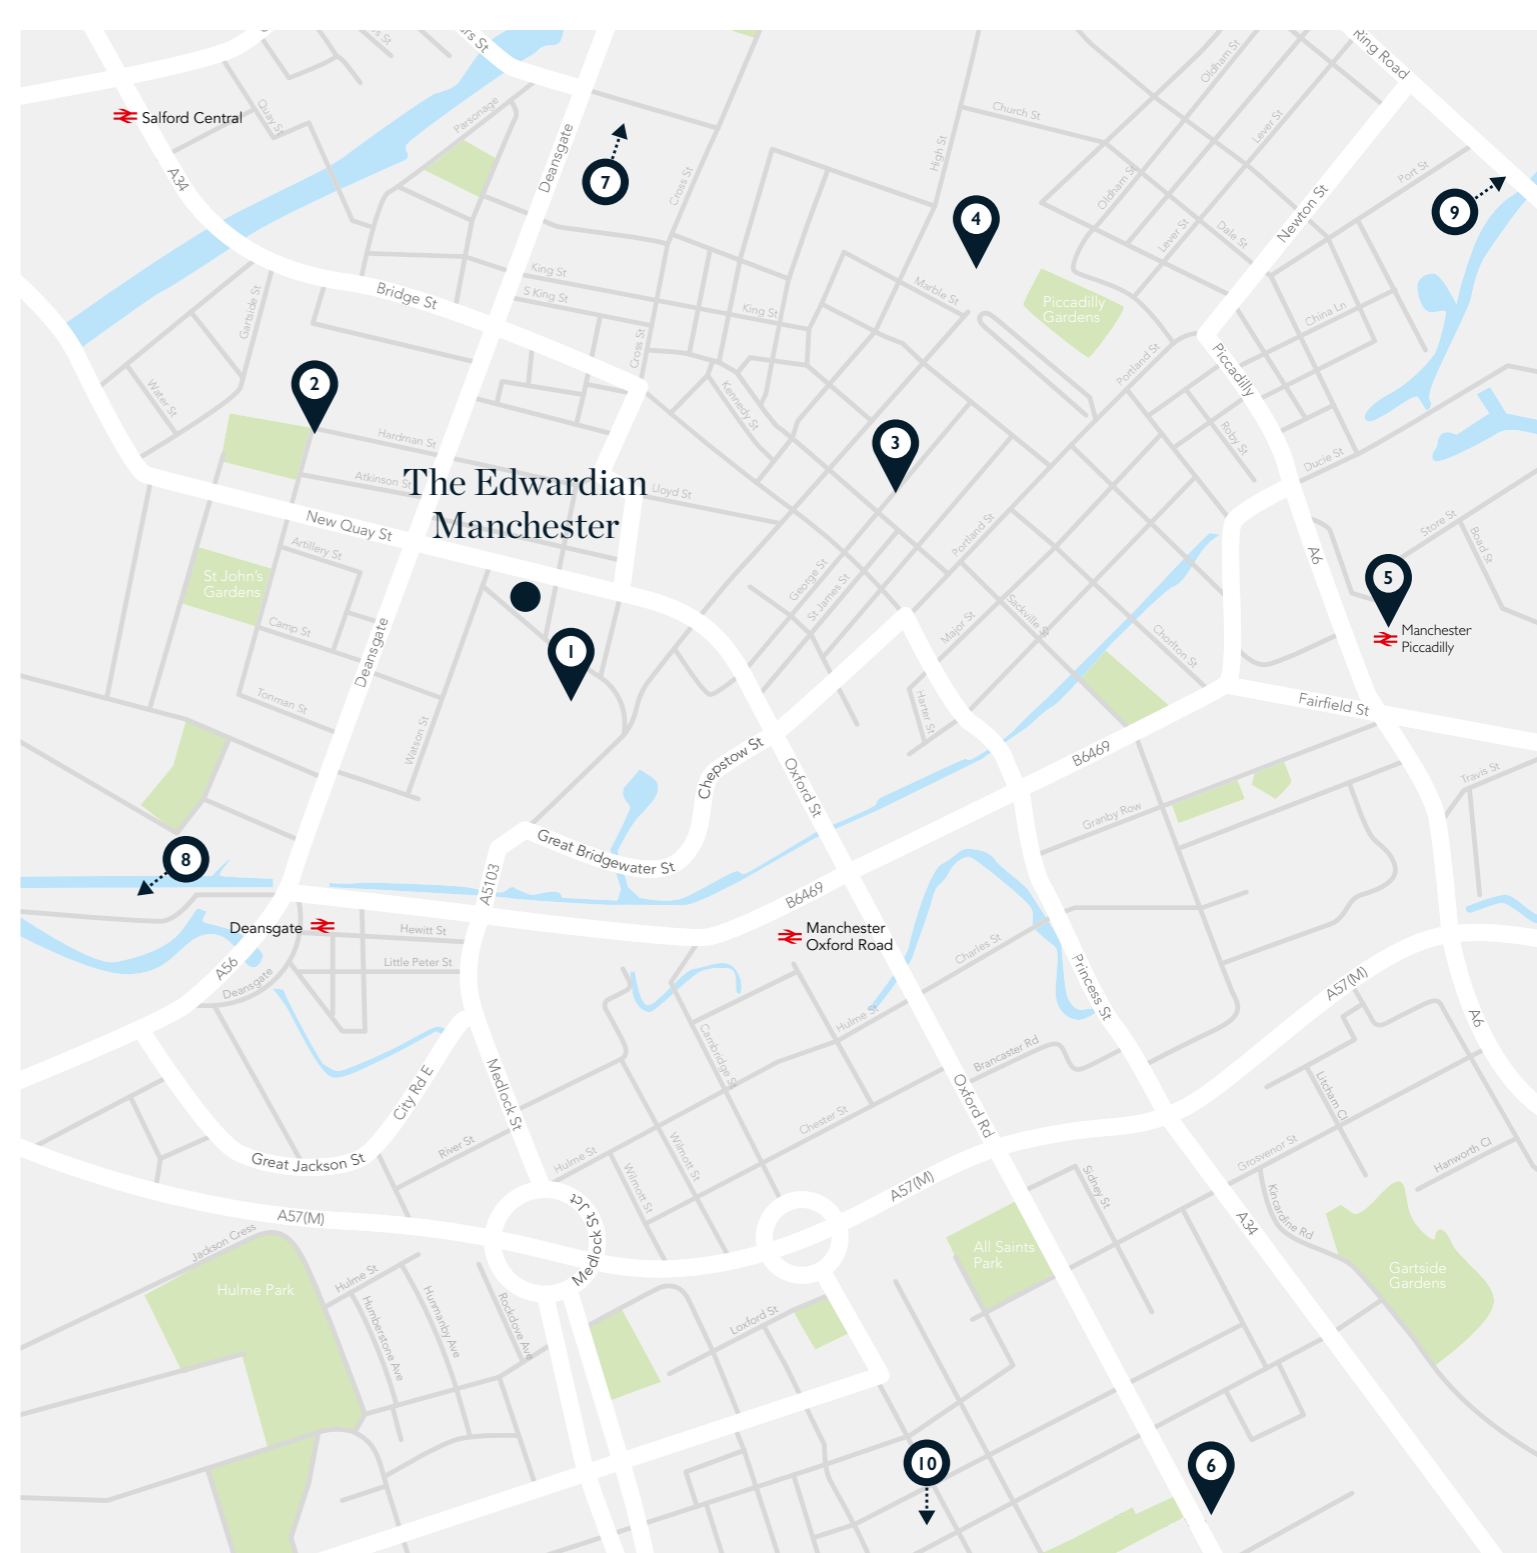 Ring Road
Salford Central
Quay St
Parsonage
A34
Deansgate
7
Cross St
High St
Church St
Oldham St
Oldham St
Lever St
Lever St
Dale St
Port St
Newton St
9
4
Bridge St
King St
S King St
King St
Marble St
Piccadilly
Gardens
China Ln
Gartside St
Cross St
Portland St
Piccadilly
2
Water St
Kennedy St
Hardman St
3
Roby St
Ducie St
Atkinson St
The Edwardian
Manchester
Lloyd St
New Quay St
Artillery St
Portland St
Store St
Board St
A6
St John's
Gardens
George St
St James St
5
Manchester
Piccadilly
Camp St
Deansgate
1
Major St
Sackville St
Chorlton St
Tonman St
Watson St
Harter St
Fairfield St
Chepstow St
Oxford St
B6469
Travis St
Granby Row
8
Great Bridgewater St
A5103
B6469
Deansgate
Hewitt St
Manchester
Oxford Road
Little Peter St
A56
Deansgate
Charles St
Princess St
A57(M)
Hulme St
A6
Cambridge St
Brancaster Rd
City Rd E
Medlock St
Oxford Rd
Litcham Cl
Chester St
Great Jackson St
River St
Hulme St
Wilmott St
Wilmott St
Grosvenor St
Hanworth Cl
A57(M)
A57(M)
Sidney St
Kincardine Rd
A34
Jackson Cress
Medlock St Jct
All Saints
Park
Gartside
Gardens
Hulme Park
Hulme St
Humberstone Ave
Hunmanby Ave
Rockdove Ave
Loxford St
10
6